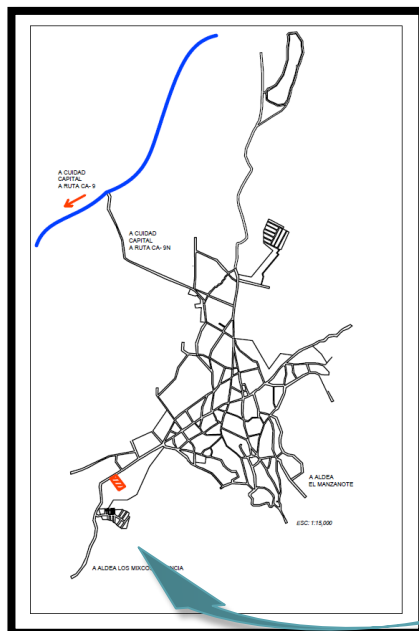 A CUIDAD
CAPITAL
A RUTA CA- 9
A CUIDAD
CAPITAL
A RUTA CA- 9N
A ALDEA
EL MANZANOTE
ESC: 1:15,000
A ALDEA LOS MIXCO